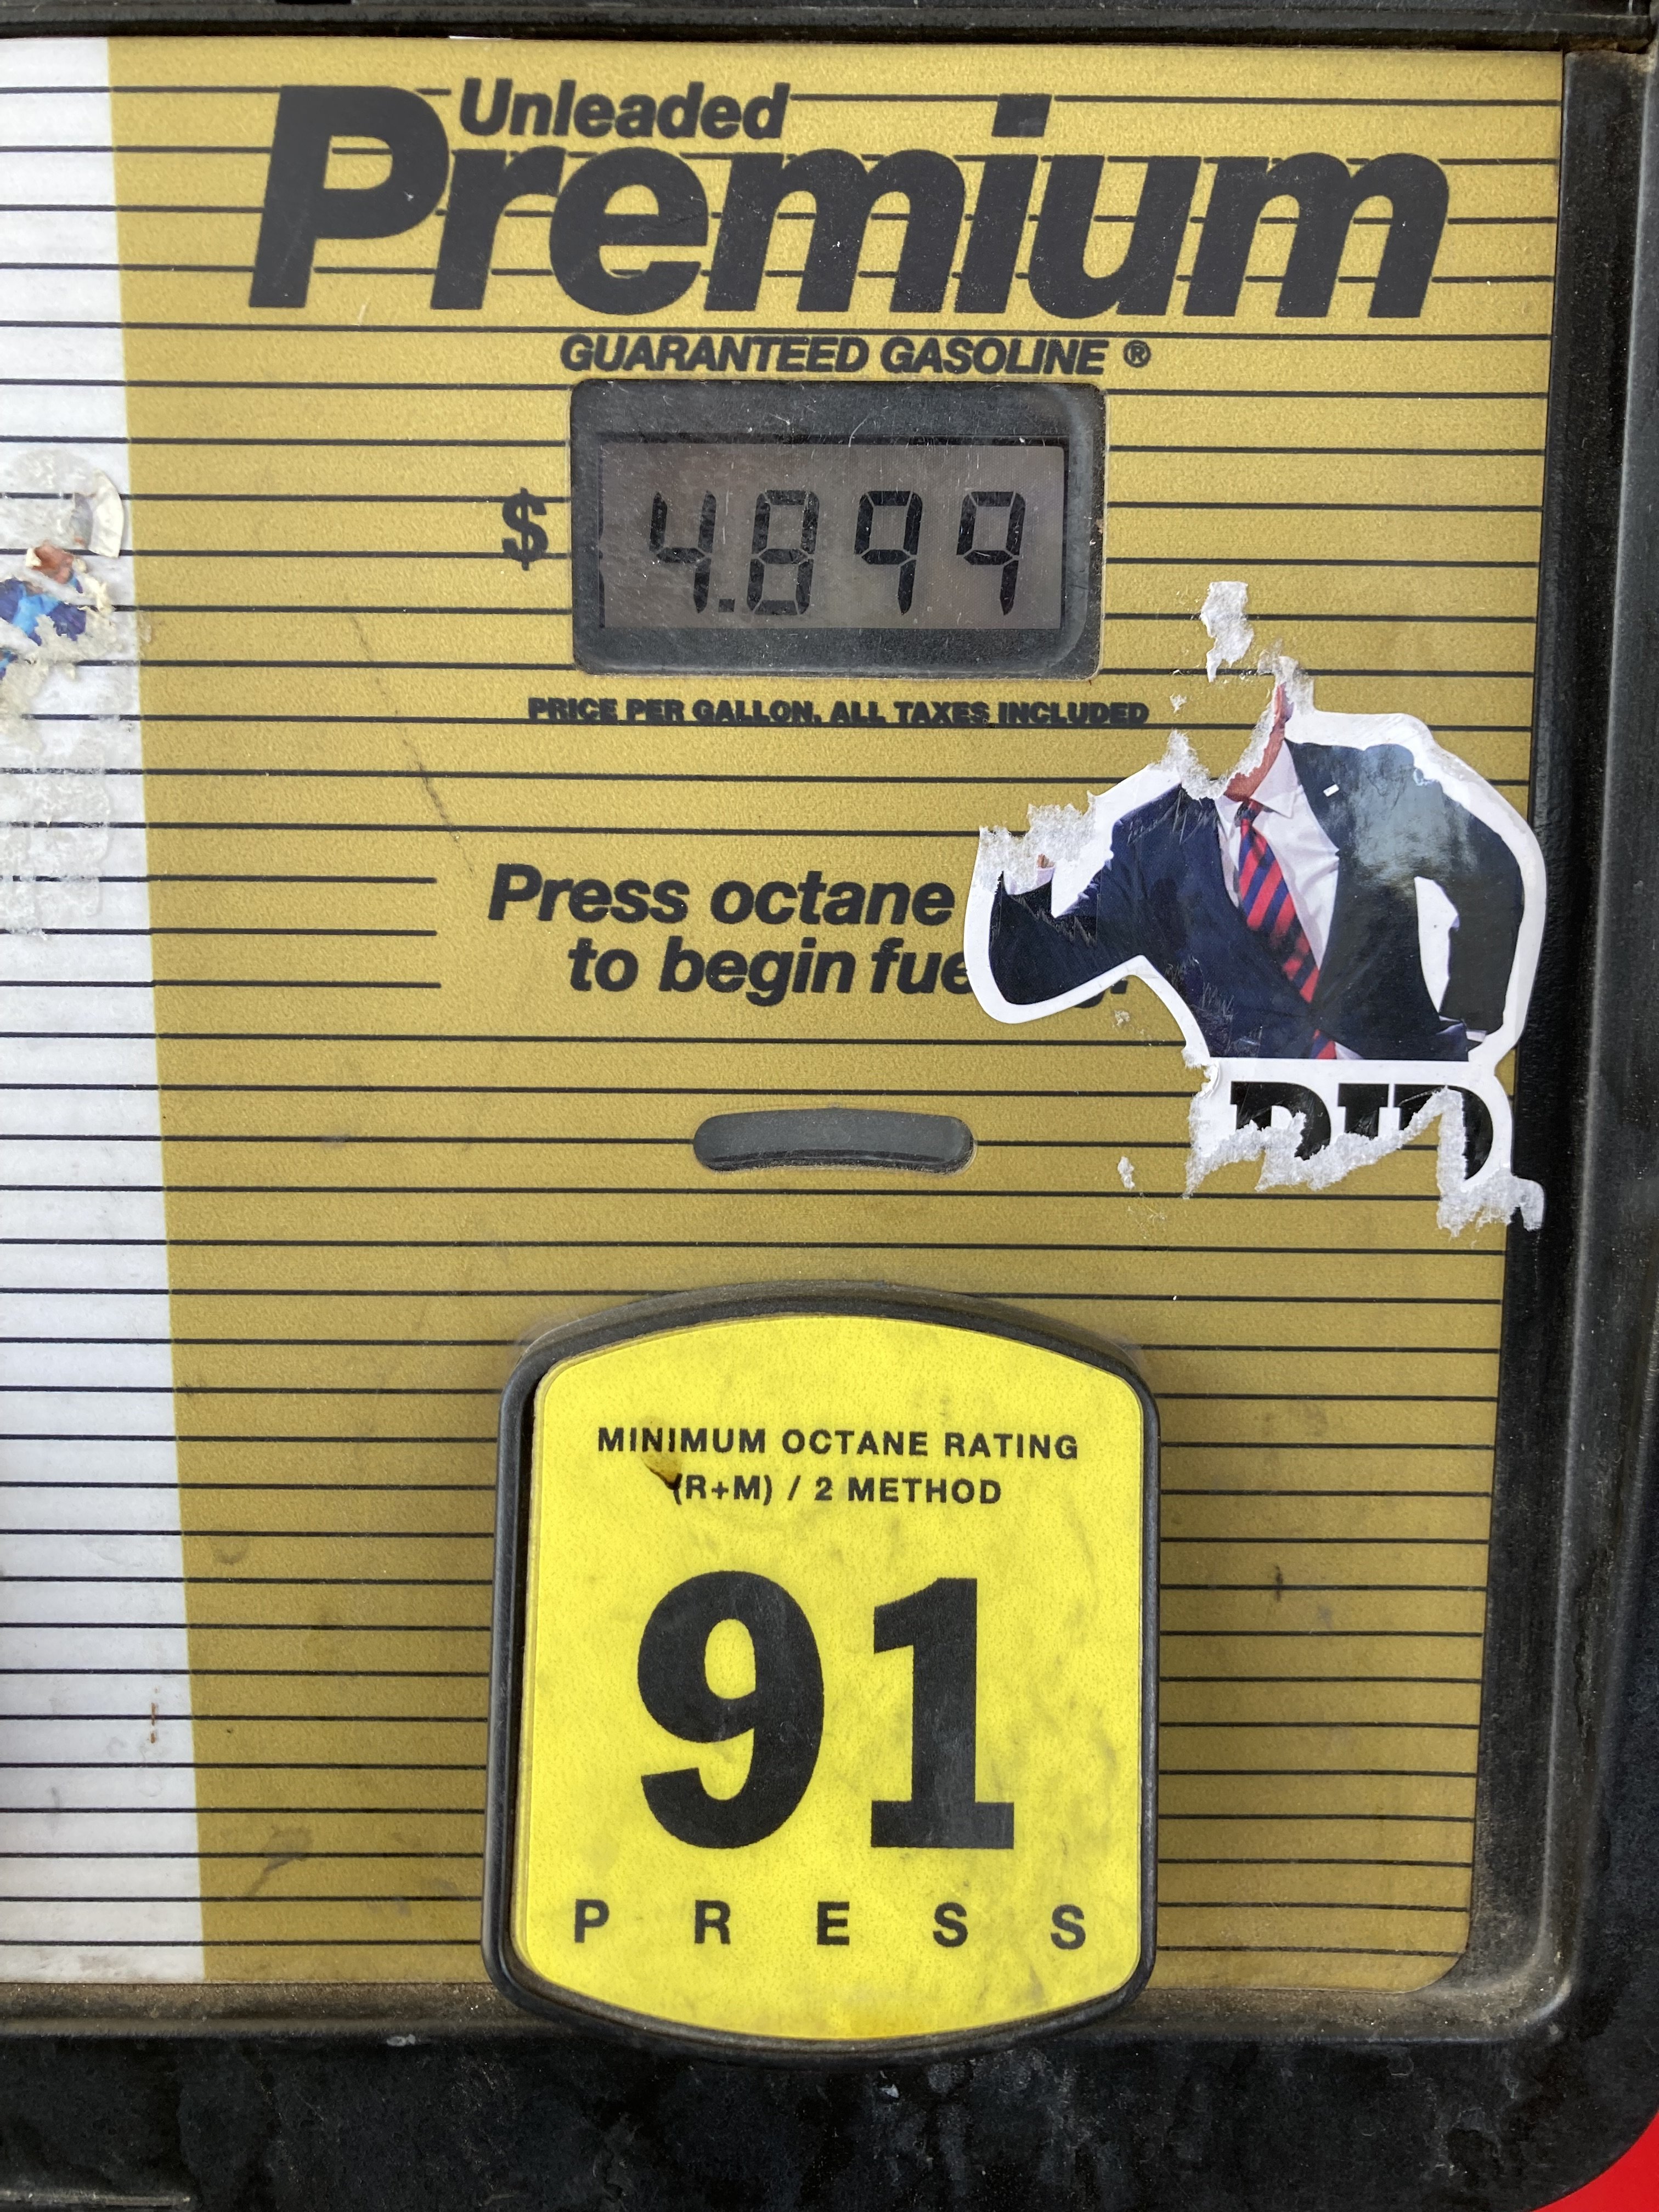 Unleaded
Premium
GUARANTEED GASOLINE ®
$ 4.899
PRICE PER GALLON, ALL TAXES INCLUDED
Press octane
to begin
MINIMUM OCTANE RATING
(R+M) / 2 METHOD
91
PRESS